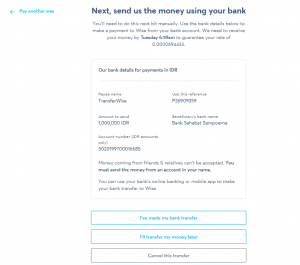 ← Pay another way
Next, send us the money using your bank
You'll need to do this next bit manually. Use the bank details below to
make a payment to Wise from your bank account. We need to receive
your money by Tuesday 6:35am to guarantee your rate of
Our bank details for payments in IDR
Payee name
Use this reference
TransferWise
P26909059
Amount to send
Beneficiary's bank name
1,000,000 IDR
Bank Sahabat Sampoerna
Account number (IDR accounts
only)
Money coming from friends & relatives can't be accepted. You
must send the money from an account in your name.
You can use your bank's online banking or mobile app to make
your bank transfer to Wise.
I've made my bank transfer
I'll transfer my money later
Cancel this transfer